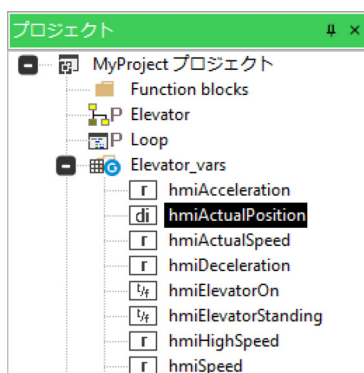 プロジェクト
MyProject プロジェクト
Function blocks
P Elevator
P Loop
G Elevator_vars
r hmiAcceleration
di hmiActualPosition
r hmiActualSpeed
r hmiDeceleration
t/f hmiElevatorOn
t/f hmiElevatorStanding
r hmiHighSpeed
r hmiSpeed